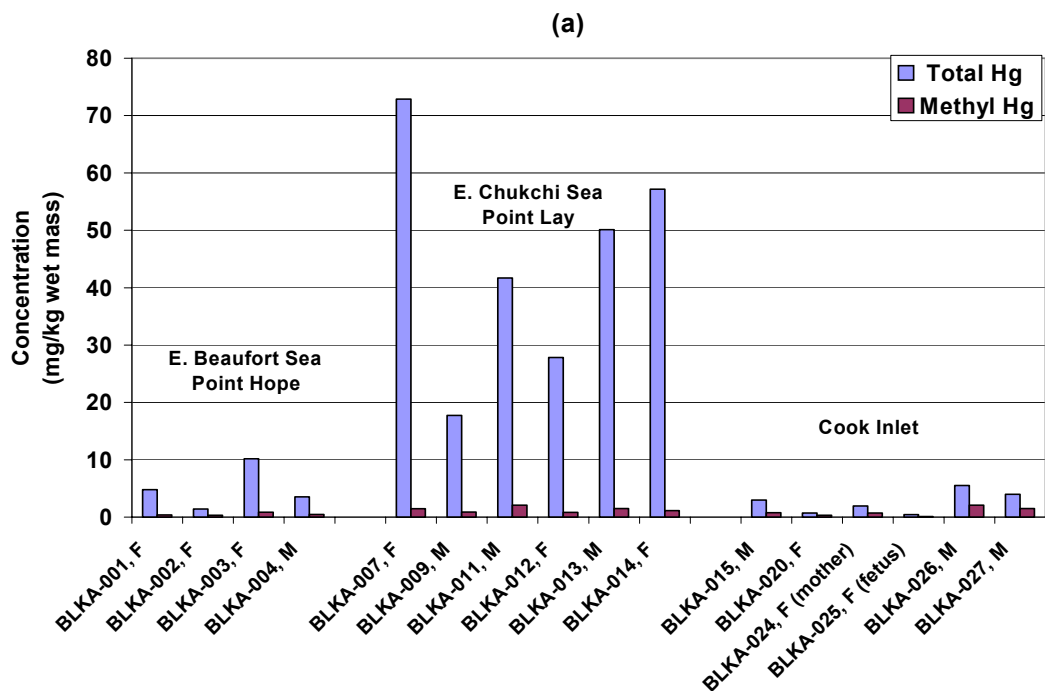 (a)
80
70
60
50
40
30
20
10
0
Concentration
(mg/kg wet mass)
Total Hg
Methyl Hg
E. Beaufort Sea
Point Hope
E. Chukchi Sea
Point Lay
Cook Inlet
BLKA-001, F
BLKA-002, F
BLKA-003, F
BLKA-004, M
BLKA-007, F
BLKA-009, M
BLKA-011, M
BLKA-012, F
BLKA-013, M
BLKA-014, F
BLKA-015, M
BLKA-020, F
BLKA-024, F (mother)
BLKA-025, F (fetus)
BLKA-026, M
BLKA-027, M